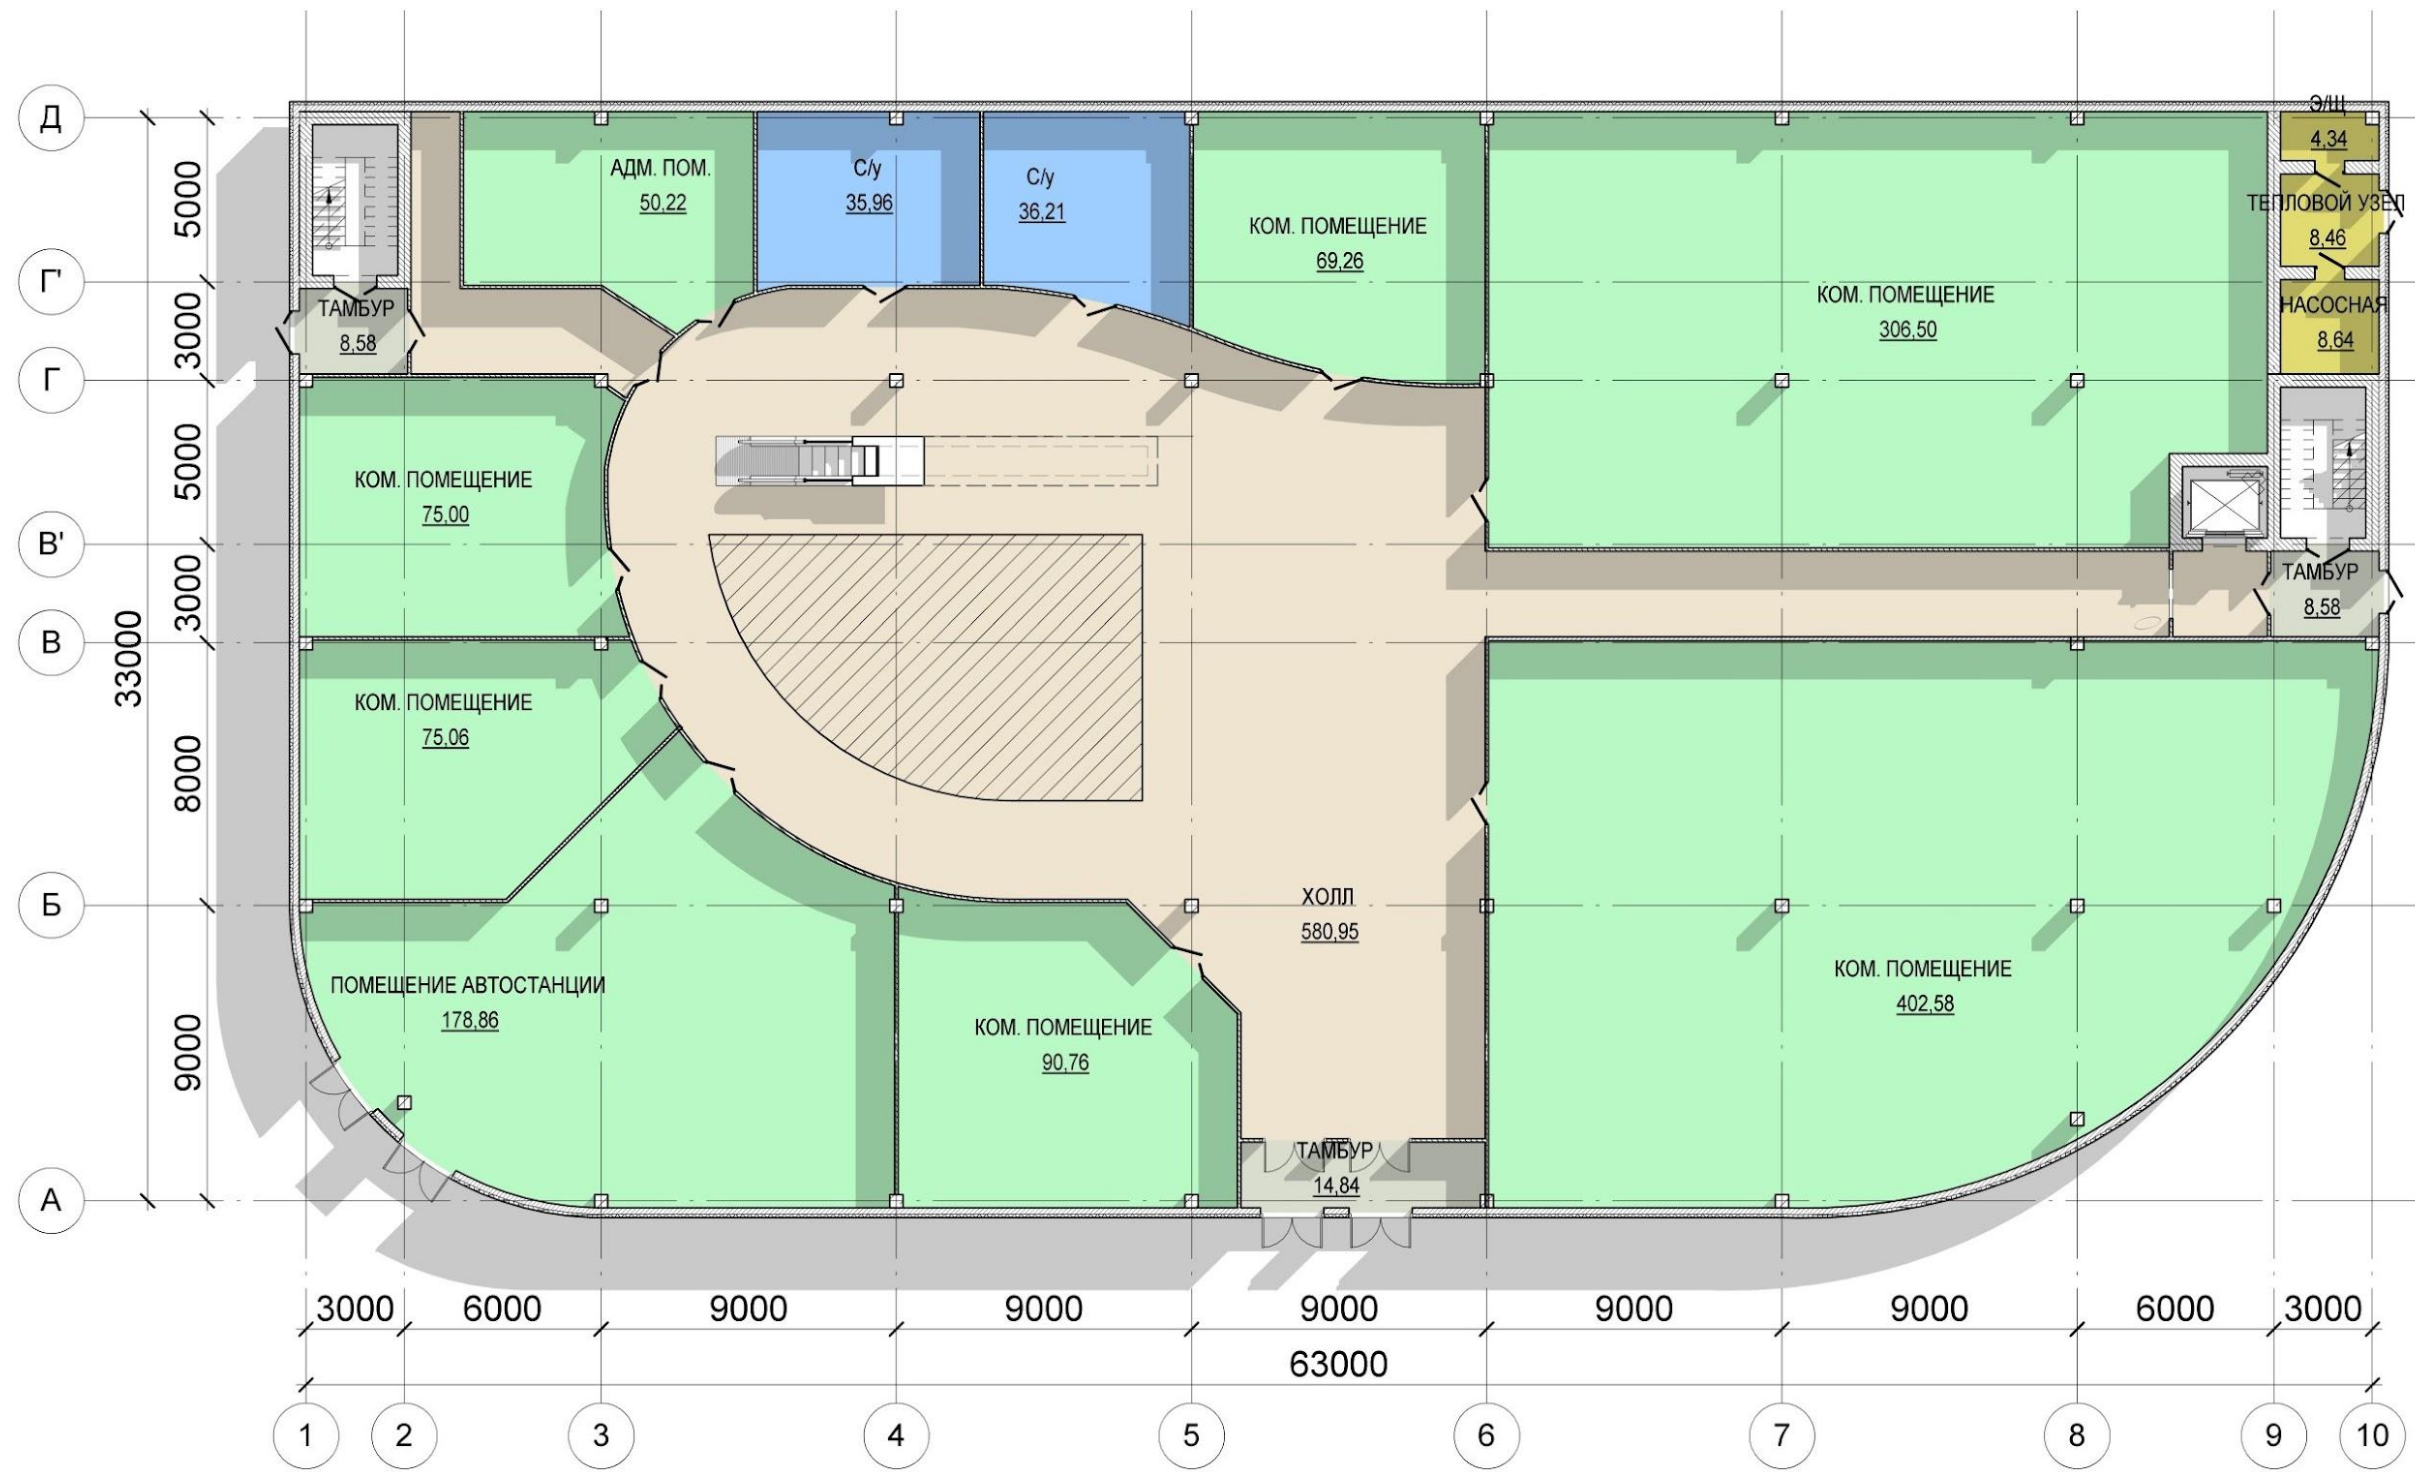 Э/Щ
4,34
Д
АДМ. ПОМ.
50,22
С/у
35,96
С/у
36,21
5000
ТЕПЛОВОЙ УЗЕЛ
8,46
КОМ. ПОМЕЩЕНИЕ
69,26
Г'
КОМ. ПОМЕЩЕНИЕ
306,50
НАСОСНАЯ
8,64
ТАМБУР
8,58
3000
Г
5000
КОМ. ПОМЕЩЕНИЕ
75,00
В'
ТАМБУР
8,58
3000
В
33000
КОМ. ПОМЕЩЕНИЕ
75,06
8000
Б
ХОЛЛ
580,95
КОМ. ПОМЕЩЕНИЕ
402,58
ПОМЕЩЕНИЕ АВТОСТАНЦИИ
178,86
КОМ. ПОМЕЩЕНИЕ
90,76
9000
ТАМБУР
14,84
А
3000 6000 9000 9000 9000 9000 9000 6000 3000
63000
1 2 3 4 5 6 7 8 9 10